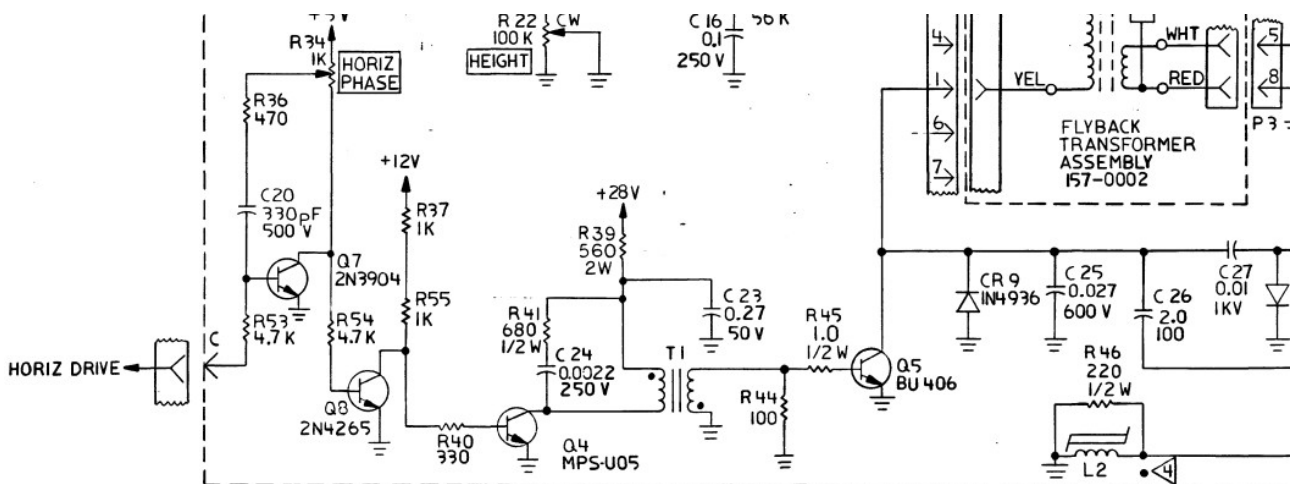 R34
1K
HORIZ
PHASE
R 22
100 K
CW
HEIGHT
C 16
0.1
250 V
56 K
4
1
6
7
YEL
WHT
RED
5
8
P3
FLYBACK
TRANSFORMER
ASSEMBLY
157-0002
R36
470
C20
330pF
500 V
+12V
R37
1K
R55
1K
Q7
2N3904
R53
4.7K
R54
4.7K
C
HORIZ DRIVE
Q8
2N4265
R40
330
Q4
MPS-U05
+28V
R39
560
2W
R41
680
1/2 W
C 24
0.0022
250 V
C 23
0.27
50 V
T1
R45
1.0
1/2 W
R44
100
Q5
BU 406
CR 9
1N4936
C 25
0.027
600 V
C 26
2.0
100
C27
0.01
1KV
R 46
220
1/2 W
L2
4